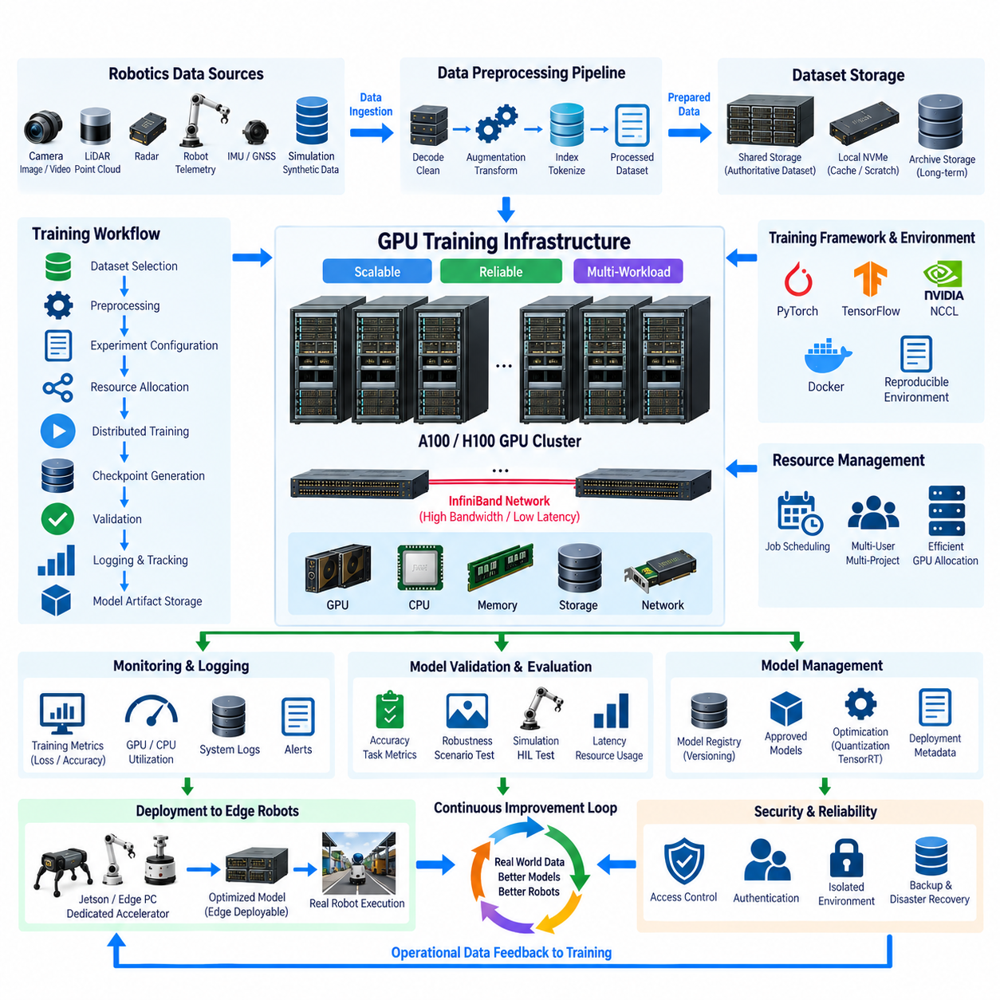 Robotics Data Sources
Camera
Image / Video
LiDAR
Point Cloud
Radar
Robot
Telemetry
IMU / GNSS
Simulation
Synthetic Data
Data
Ingestion
Data Preprocessing Pipeline
Decode
Clean
Augmentation
Transform
Index
Tokenize
Processed
Dataset
Prepared
Data
Dataset Storage
Shared Storage
(Authoritative Dataset)
Local NVMe
(Cache / Scratch)
Archive Storage
(Long-term)
Training Workflow
Dataset Selection
Preprocessing
Experiment Configuration
Resource Allocation
Distributed Training
Checkpoint Generation
Validation
Logging & Tracking
Model Artifact Storage
GPU Training Infrastructure
Scalable
Reliable
Multi-Workload
...
A100 / H100 GPU Cluster
...
InfiniBand Network
(High Bandwidth / Low Latency)
GPU
CPU
Memory
Storage
Network
Training Framework & Environment
PyTorch
TensorFlow
NVIDIA
NCCL
Docker
Reproducible
Environment
Resource Management
Job Scheduling
Multi-User
Multi-Project
Efficient
GPU Allocation
Monitoring & Logging
Training Metrics
(Loss / Accuracy)
GPU / CPU
Utilization
System Logs
Alerts
Model Validation & Evaluation
Accuracy
Task Metrics
Robustness
Scenario Test
Simulation
HIL Test
Latency
Resource Usage
Model Management
Model Registry
(Versioning)
Approved
Models
Optimication
(Quantization
TensorRT)
Deployment
Metadata
Deployment to Edge Robots
Jetson / Edge PC
Dedicated Accelerator
Optimized Model
(Edge Deployable)
Real Robot Execution
Continuous Improvement Loop
Real World Data
Better Models
Better Robots
Security & Reliability
Access Control
Authentication
Isolated
Environment
Backup &
Disaster Recovery
Operational Data Feedback to Training